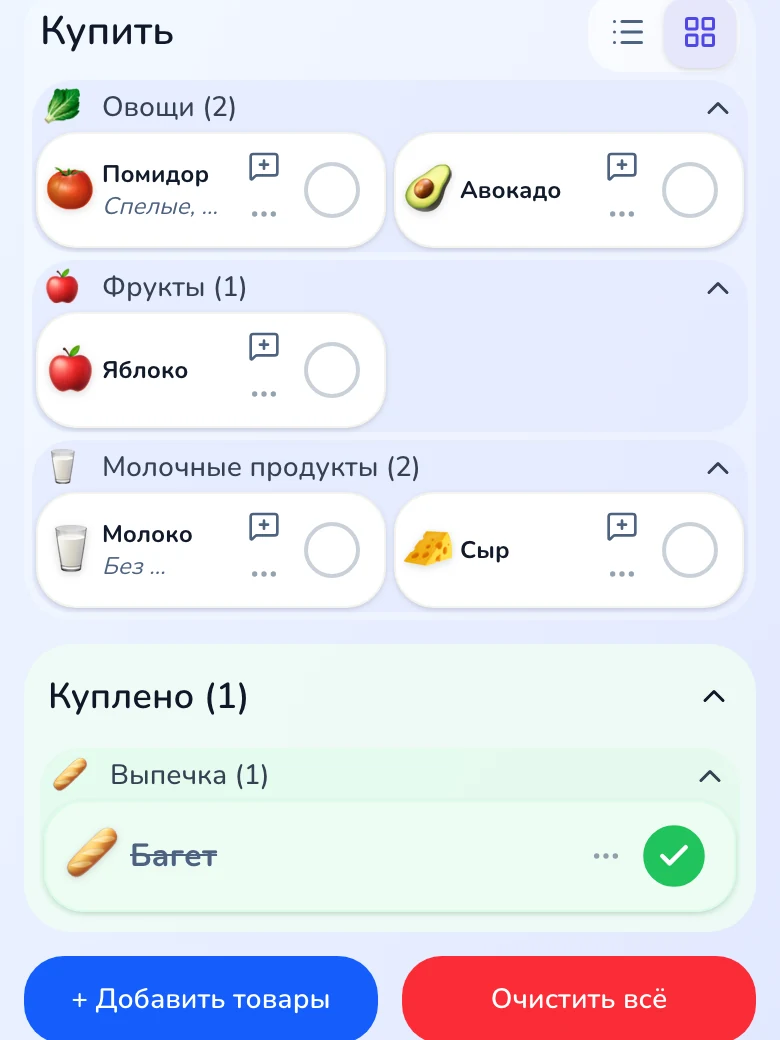 Купить
Овощи (2)
Помидор
Спелые, ...
Авокадо
Фрукты (1)
Яблоко
Молочные продукты (2)
Молоко
Без ...
Сыр
Куплено (1)
Выпечка (1)
Багет
+ Добавить товары
Очистить всё